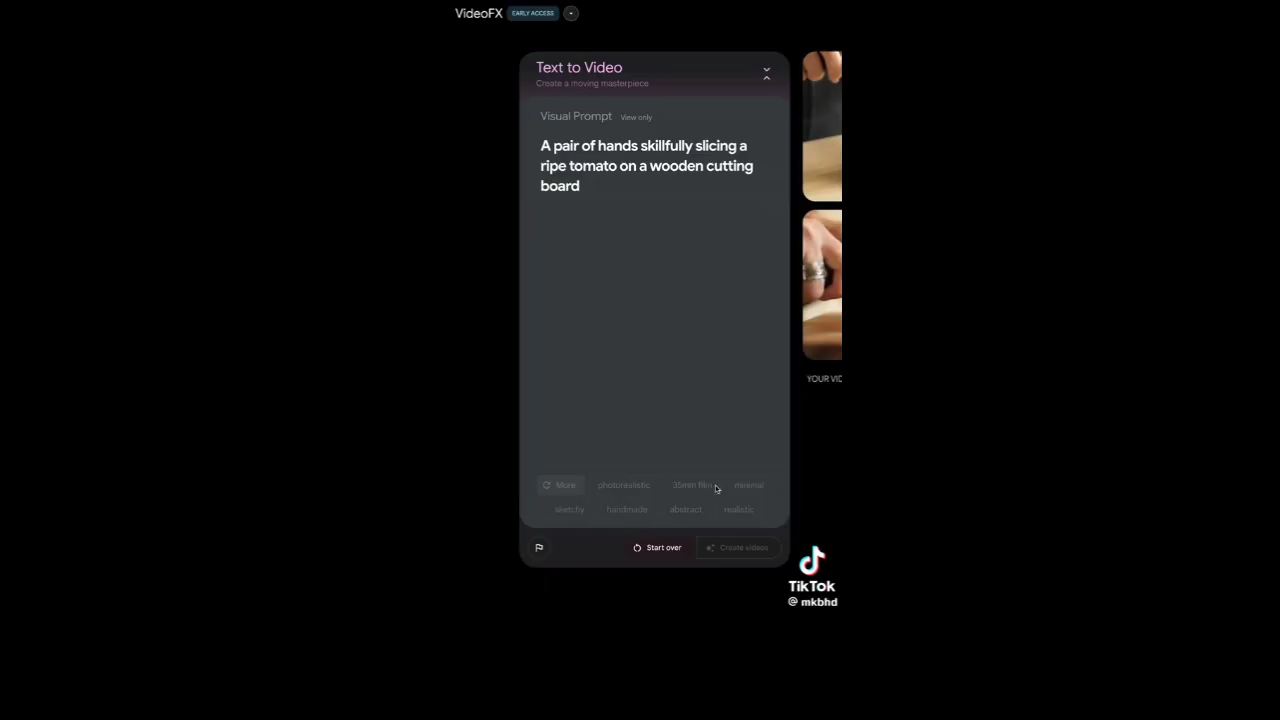 VideoFX EARLY ACCESS
Text to Video
Create a moving masterpiece
Visual Prompt View only
A pair of hands skillfully slicing a
ripe tomato on a wooden cutting
board
More photorealistic 35mm film minimal
sketchy handmade abstract realistic
Start over Create videos
YOUR VID
TikTok
@ mkbhd